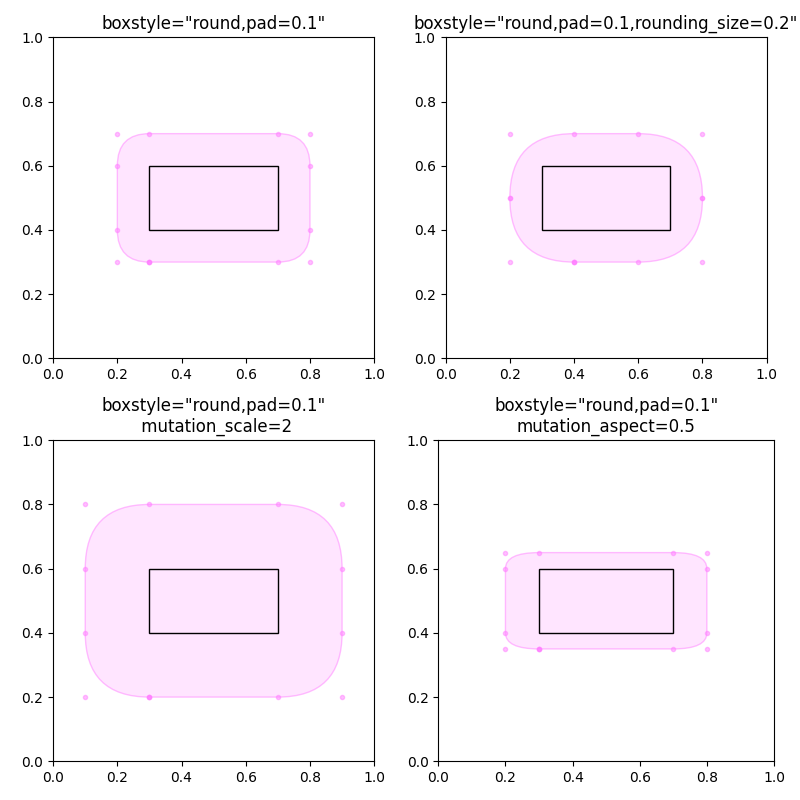 boxstyle="round,pad=0.1"
1.0
0.8
0.6
0.4
0.2
0.0
0.0 0.2 0.4 0.6 0.8 1.0
boxstyle="round,pad=0.1,rounding_size=0.2"
1.0
0.8
0.6
0.4
0.2
0.0
0.0 0.2 0.4 0.6 0.8 1.0
boxstyle="round,pad=0.1"
mutation_scale=2
1.0
0.8
0.6
0.4
0.2
0.0
0.0 0.2 0.4 0.6 0.8 1.0
boxstyle="round,pad=0.1"
mutation_aspect=0.5
1.0
0.8
0.6
0.4
0.2
0.0
0.0 0.2 0.4 0.6 0.8 1.0